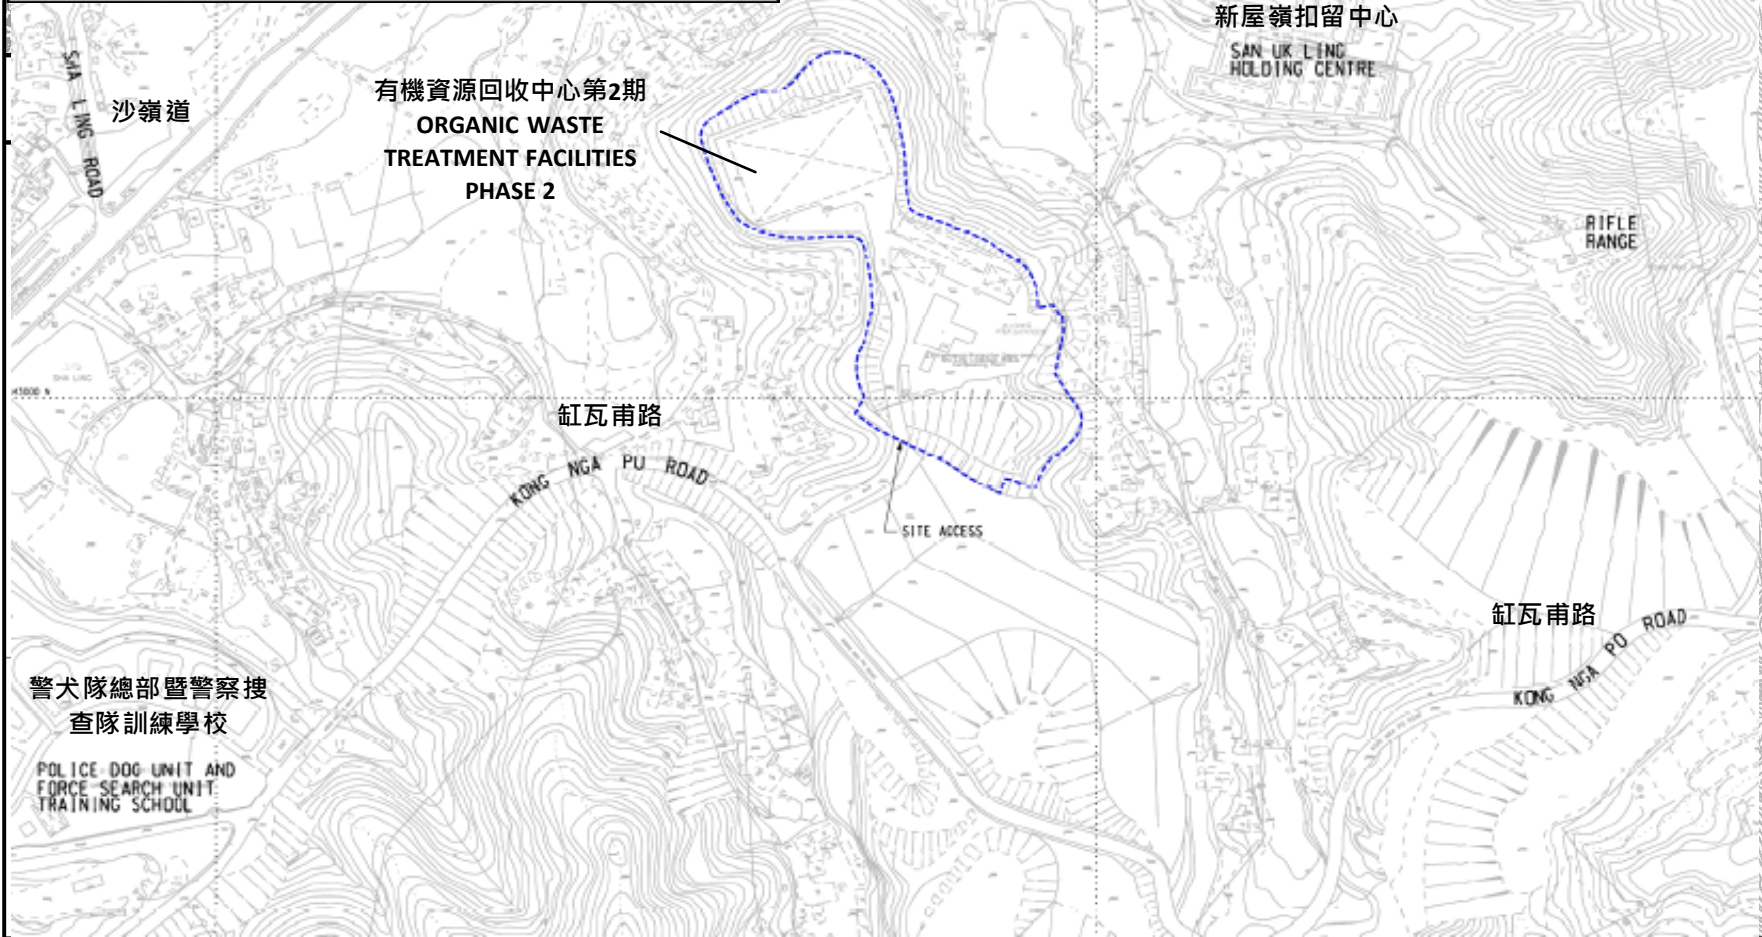 新屋嶺扣留中心
SAN UK LING
HOLDING CENTRE
有機資源回收中心第2期
ORGANIC WASTE
TREATMENT FACILITIES
PHASE 2
沙嶺道
SHA LING ROAD
RIFLE
RANGE
SHA LING
缸瓦甫路
KONG NGA PU ROAD
SITE ACCESS
缸瓦甫路
KONG NGA PO ROAD
警犬隊總部暨警察搜
查隊訓練學校
POLICE DOG UNIT AND
FORCE SEARCH UNIT
TRAINING SCHOOL